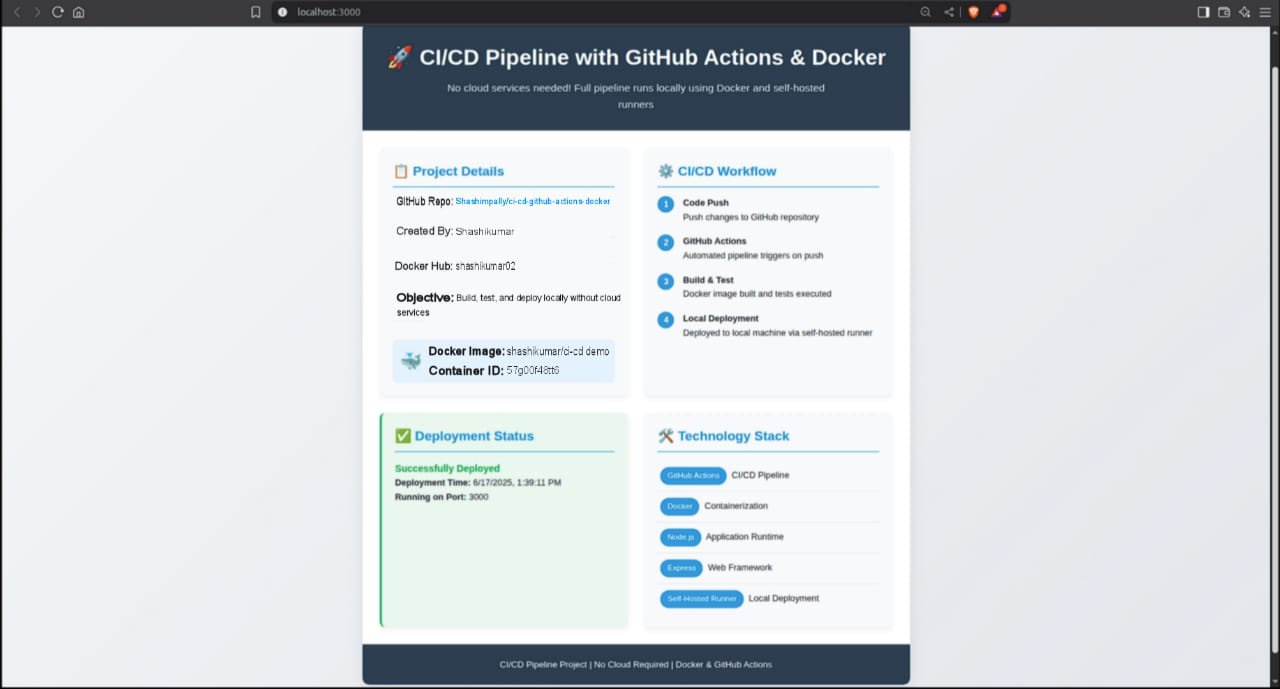 localhost:3000
CI/CD Pipeline with GitHub Actions & Docker
No cloud services needed! Full pipeline runs locally using Docker and self-hosted
runners
Project Details
GitHub Repo: Shashimpally/ci-cd-github-actions-docker
Created By: Shashikumar
Docker Hub: shashikumar02
Objective: Build, test, and deploy locally without cloud
services
Docker Image: shashikumar/ci-cd demo
Container ID: 57g00f48tt6
CI/CD Workflow
1 Code Push
Push changes to GitHub repository
2 GitHub Actions
Automated pipeline triggers on push
3 Build & Test
Docker image built and tests executed
4 Local Deployment
Deployed to local machine via self-hosted runner
Deployment Status
Successfully Deployed
Deployment Time: 6/17/2025, 1:39:11 PM
Running on Port: 3000
Technology Stack
GitHub Actions CI/CD Pipeline
Docker Containerization
Node.js Application Runtime
Express Web Framework
Self-Hosted Runner Local Deployment
CI/CD Pipeline Project | No Cloud Required | Docker & GitHub Actions